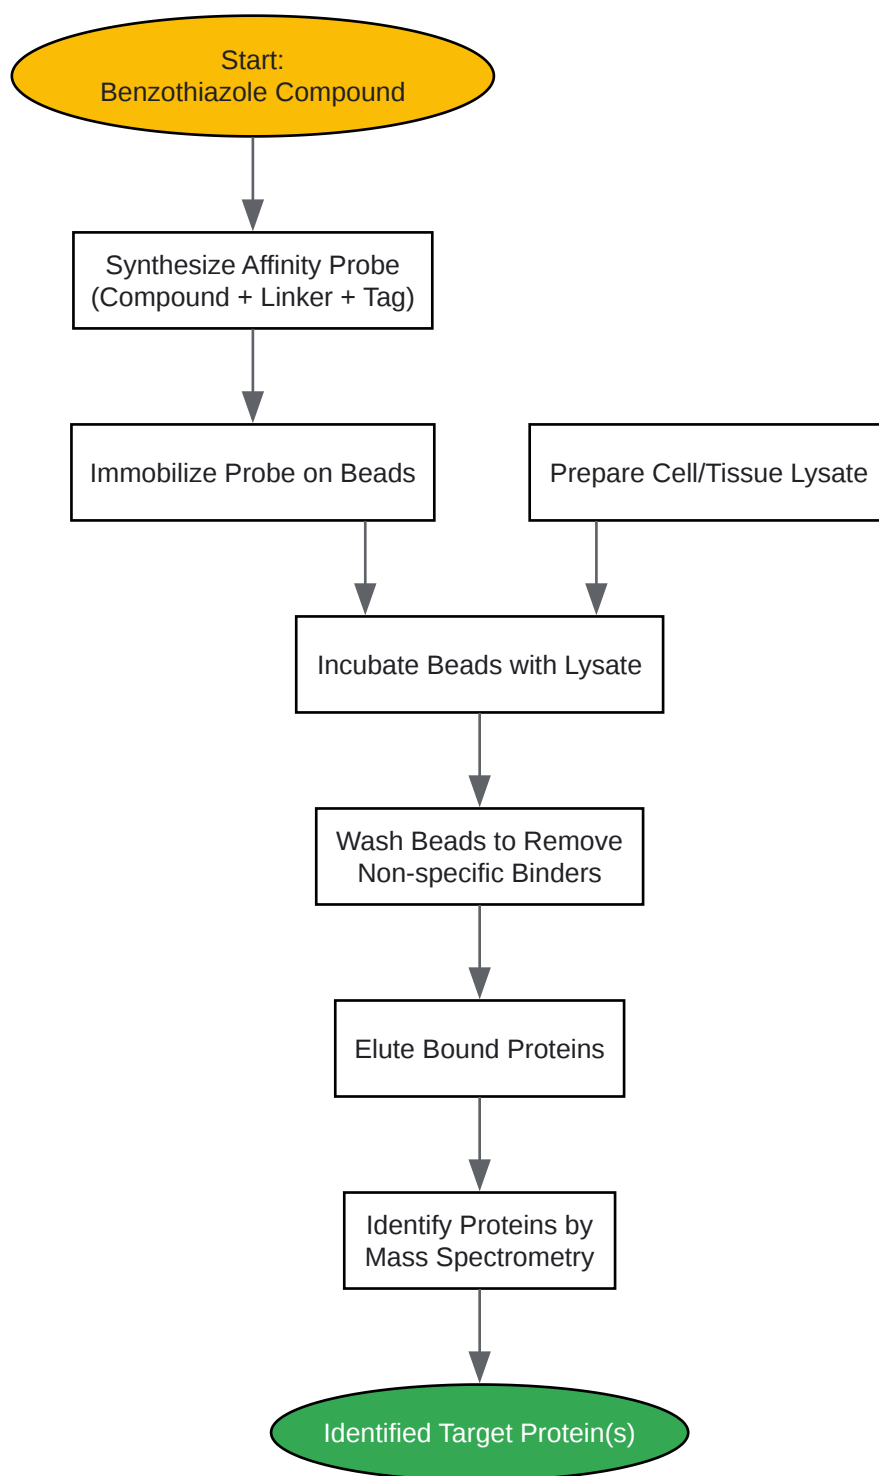 Start:
Benzothiazole Compound
Synthesize Affinity Probe
(Compound + Linker + Tag)
Immobilize Probe on Beads
Prepare Cell/Tissue Lysate
Incubate Beads with Lysate
Wash Beads to Remove
Non-specific Binders
Elute Bound Proteins
Identify Proteins by
Mass Spectrometry
Identified Target Protein(s)